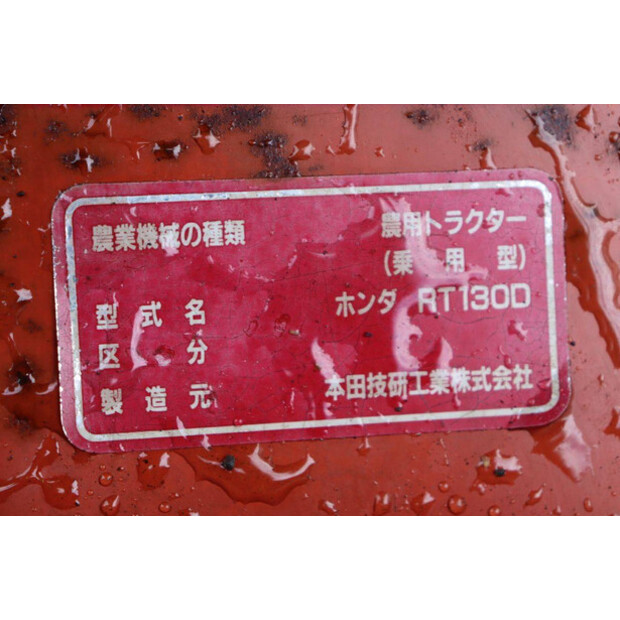 農業機械の種類 農用トラクター
(乗用型)
型式名 ホンダ RT130D
区分
製造元 本田技研工業株式会社